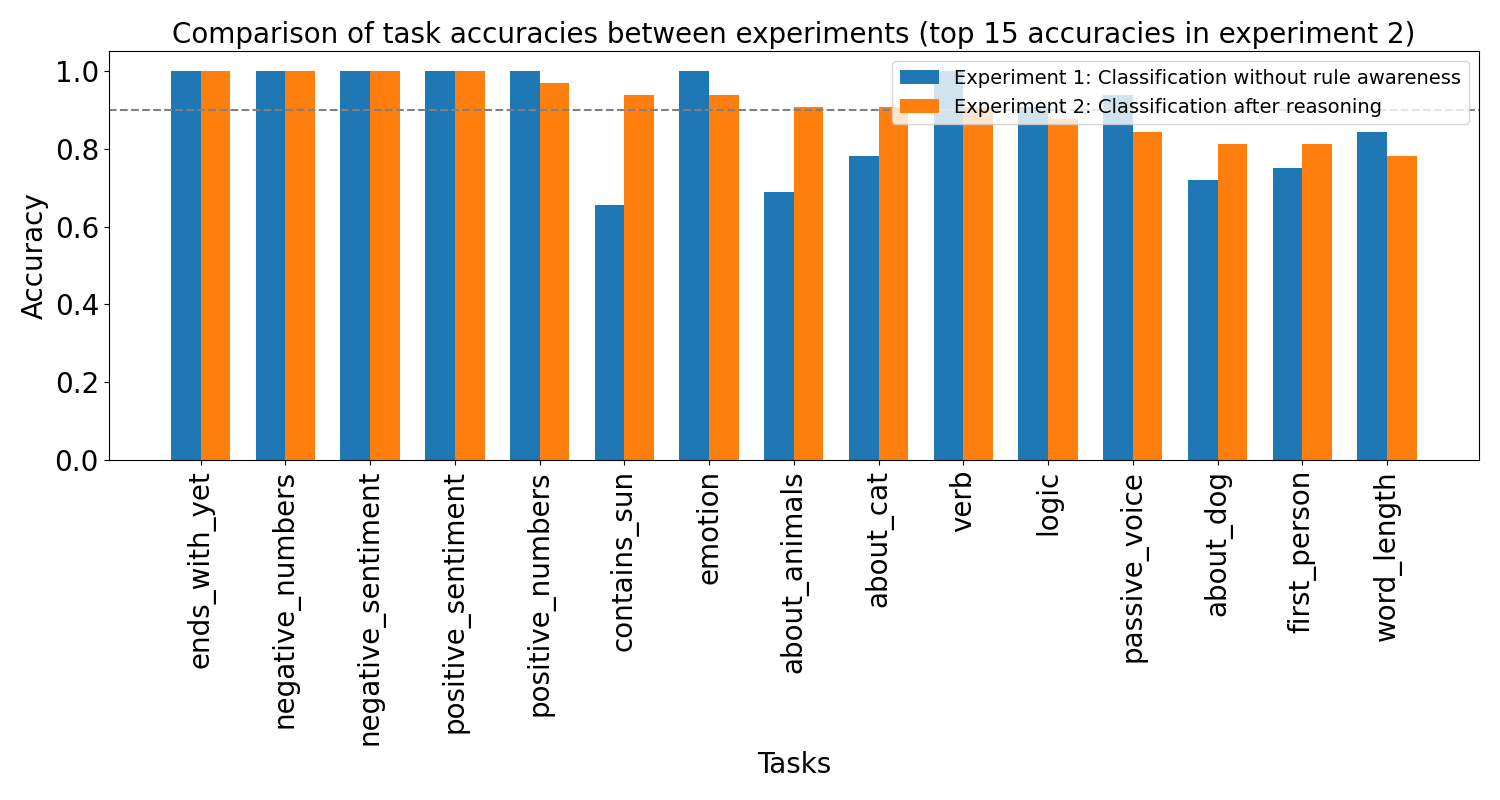 Comparison of task accuracies between experiments (top 15 accuracies in experiment 2)
Experiment 1: Classification without rule awareness
Experiment 2: Classification after reasoning
Accuracy
1.0
0.8
0.6
0.4
0.2
0.0
ends_with_yet
negative_numbers
negative_sentiment
positive_sentiment
positive_numbers
contains_sun
emotion
about_animals
about_cat
verb
logic
passive_voice
about_dog
first_person
word_length
Tasks